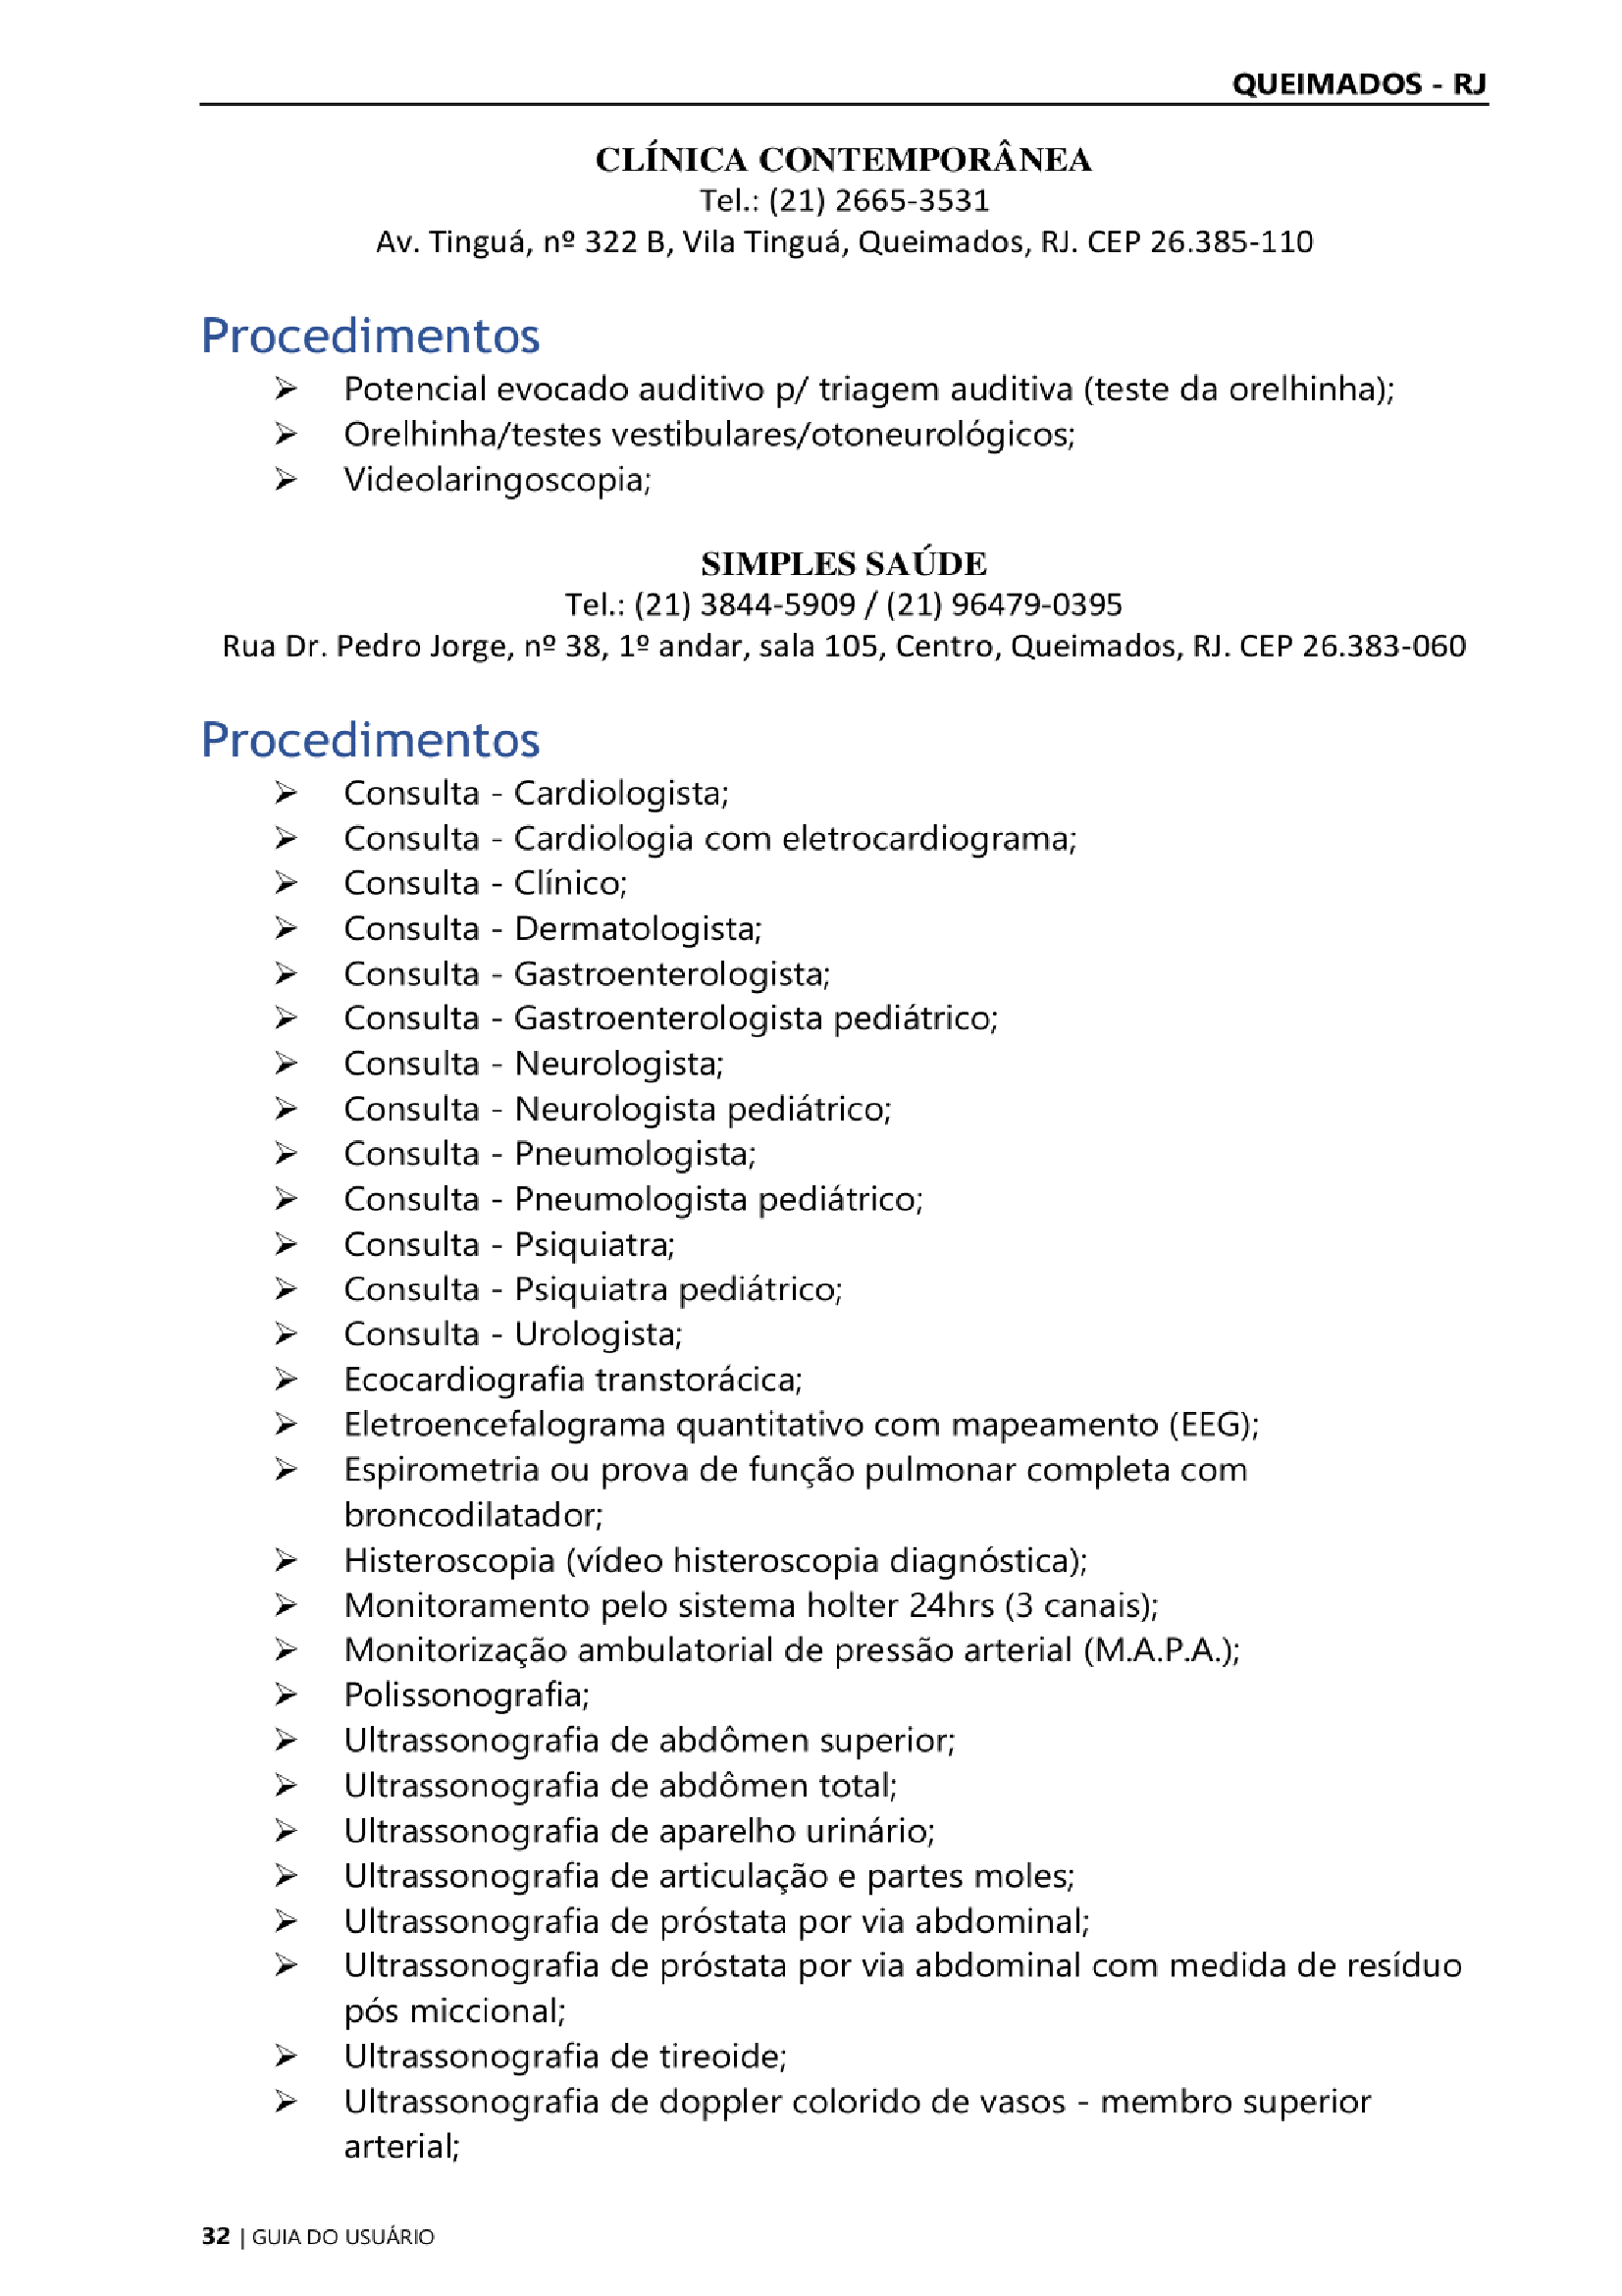 QUEIMADOS - RJ
CLÍNICA CONTEMPORÂNEA
Tel.: (21) 2665-3531
Av. Tinguá, nº 322 B, Vila Tinguá, Queimados, RJ. CEP 26.385-110
Procedimentos
➢ Potencial evocado auditivo p/ triagem auditiva (teste da orelhinha);
➢ Orelhinha/testes vestibulares/otoneurológicos;
➢ Videolaringoscopia;
SIMPLES SAÚDE
Tel.: (21) 3844-5909 / (21) 96479-0395
Rua Dr. Pedro Jorge, nº 38, 1º andar, sala 105, Centro, Queimados, RJ. CEP 26.383-060
Procedimentos
➢ Consulta - Cardiologista;
➢ Consulta - Cardiologia com eletrocardiograma;
➢ Consulta - Clínico;
➢ Consulta - Dermatologista;
➢ Consulta - Gastroenterologista;
➢ Consulta - Gastroenterologista pediátrico;
➢ Consulta - Neurologista;
➢ Consulta - Neurologista pediátrico;
➢ Consulta - Pneumologista;
➢ Consulta - Pneumologista pediátrico;
➢ Consulta - Psiquiatra;
➢ Consulta - Psiquiatra pediátrico;
➢ Consulta - Urologista;
➢ Ecocardiografia transtorácica;
➢ Eletroencefalograma quantitativo com mapeamento (EEG);
➢ Espirometria ou prova de função pulmonar completa com
broncodilatador;
➢ Histeroscopia (vídeo histeroscopia diagnóstica);
➢ Monitoramento pelo sistema holter 24hrs (3 canais);
➢ Monitorização ambulatorial de pressão arterial (M.A.P.A.);
➢ Polissonografia;
➢ Ultrassonografia de abdômen superior;
➢ Ultrassonografia de abdômen total;
➢ Ultrassonografia de aparelho urinário;
➢ Ultrassonografia de articulação e partes moles;
➢ Ultrassonografia de próstata por via abdominal;
➢ Ultrassonografia de próstata por via abdominal com medida de resíduo
pós miccional;
➢ Ultrassonografia de tireoide;
➢ Ultrassonografia de doppler colorido de vasos - membro superior
arterial;
32 | GUIA DO USUÁRIO